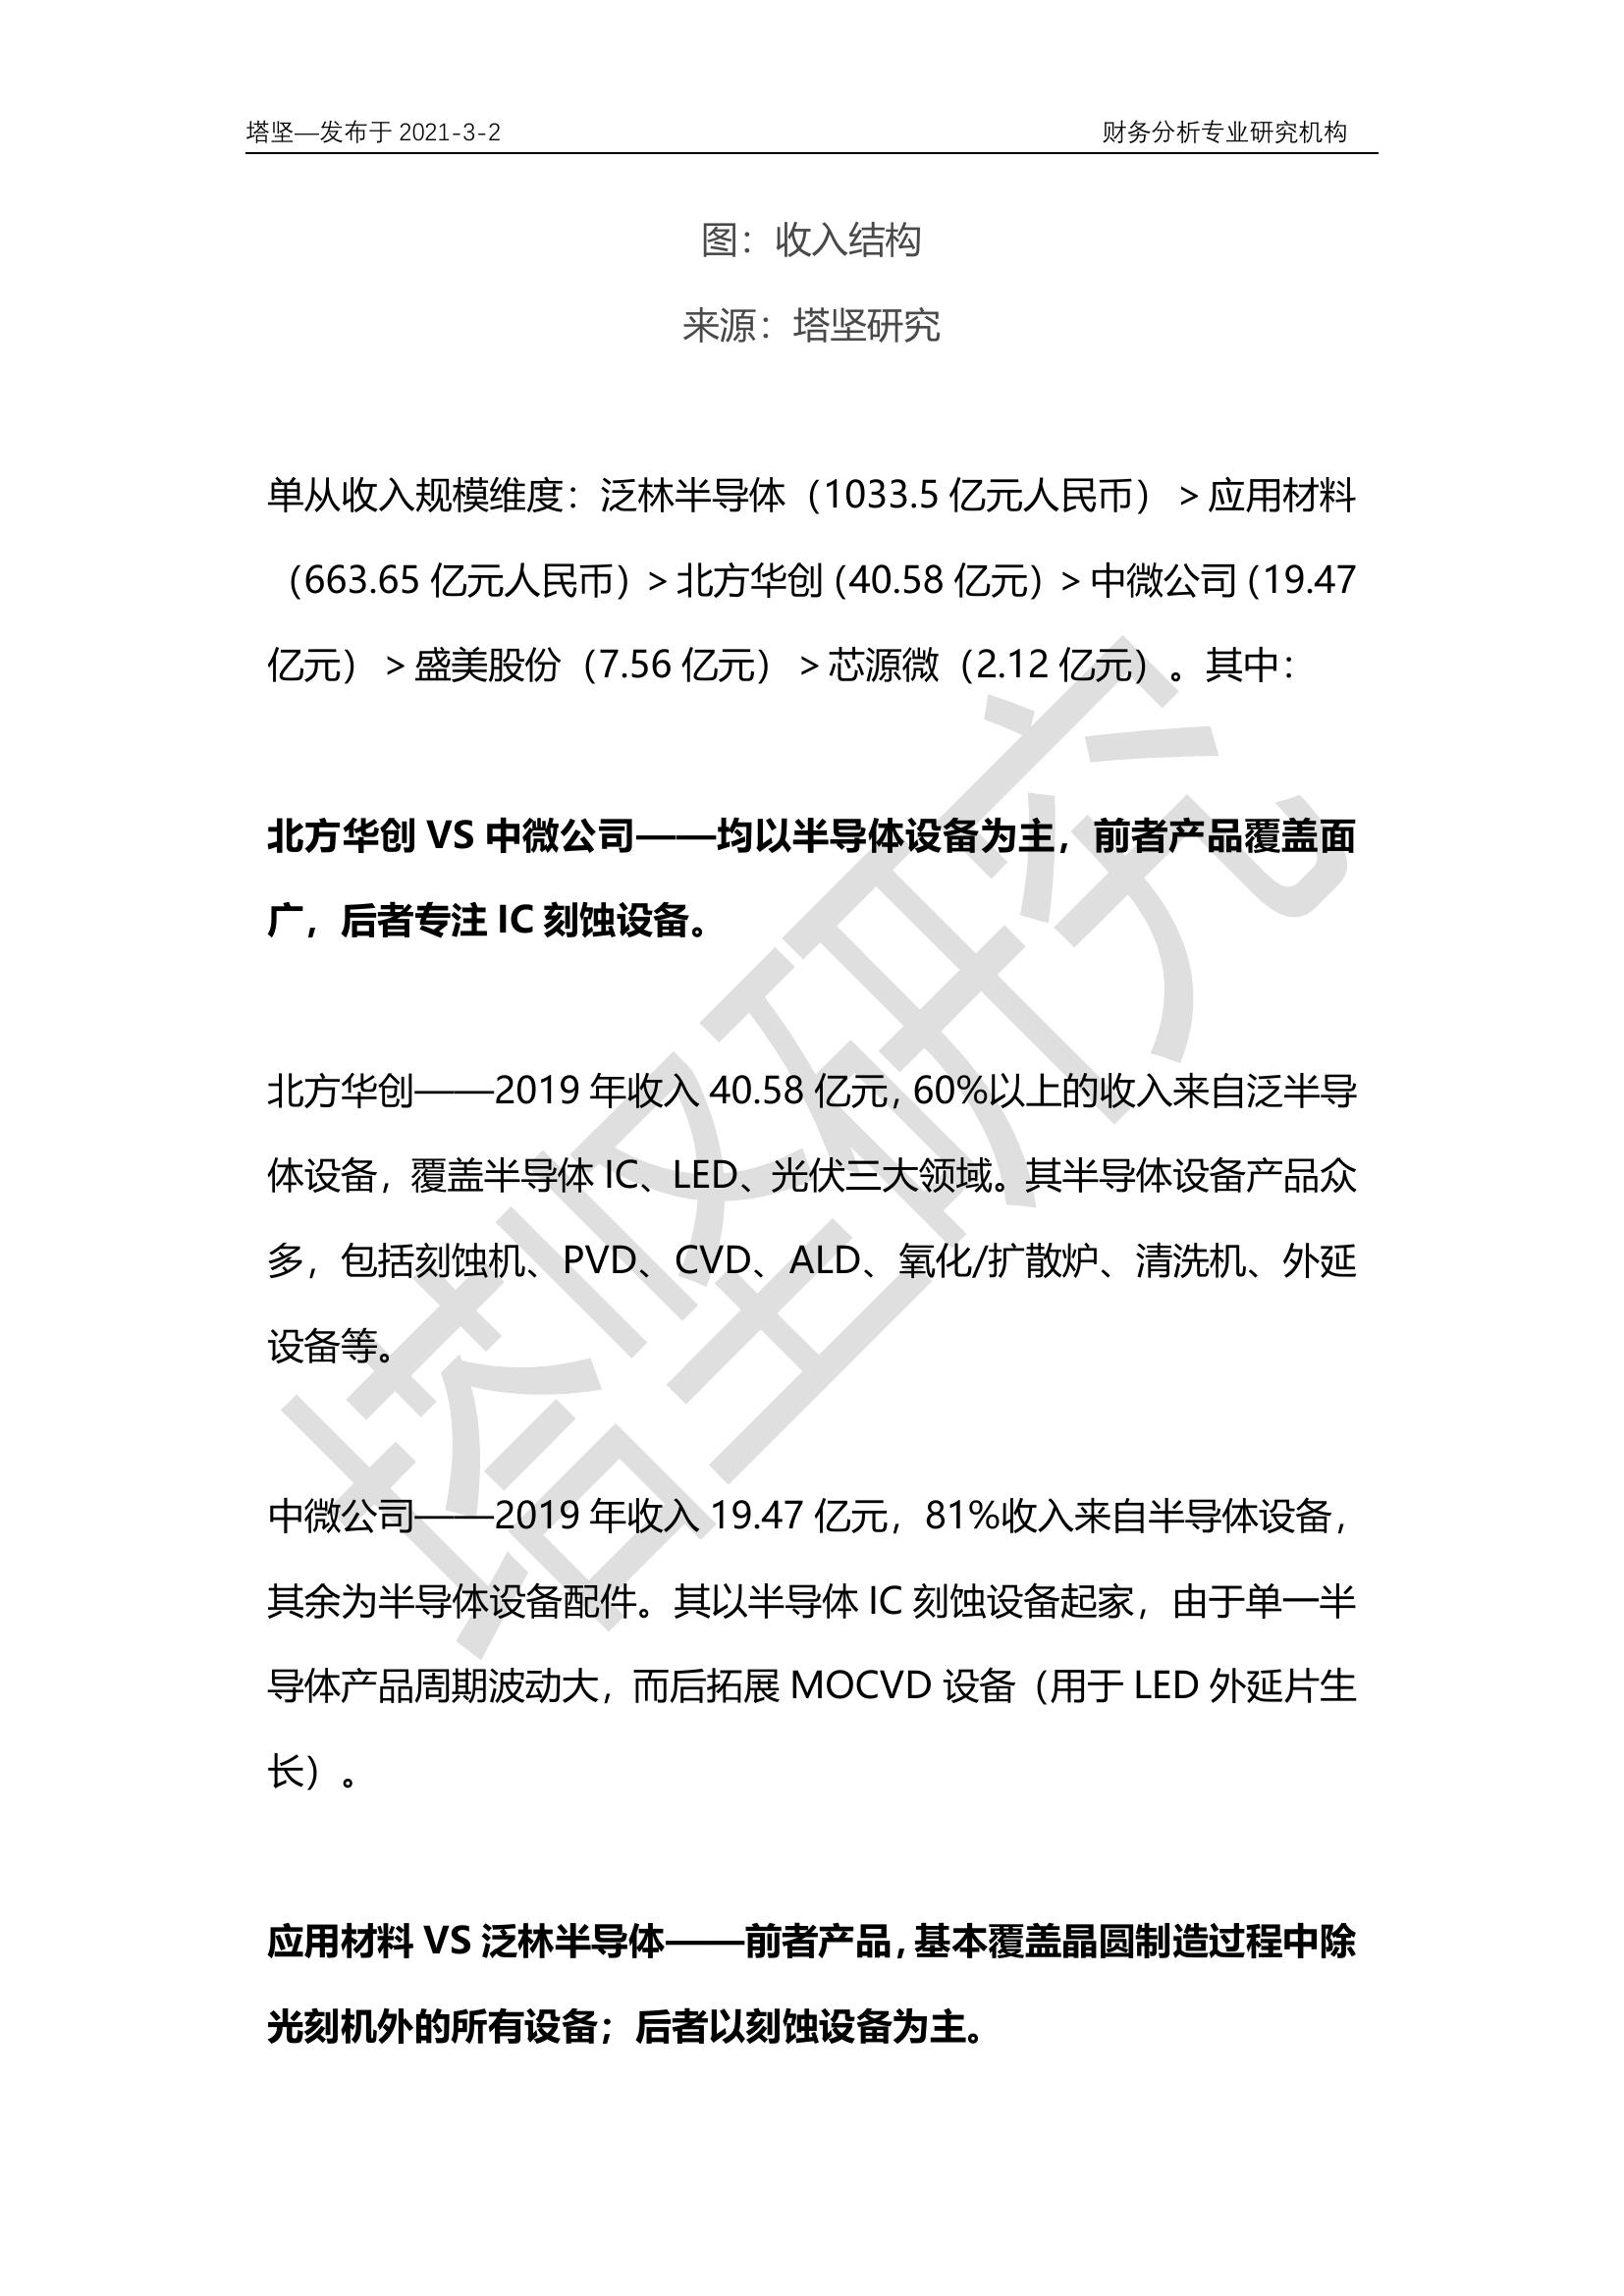 塔坚—发布于 2021-3-2 财务分析专业研究机构
图：收入结构
来源：塔坚研究
单从收入规模维度：泛林半导体（1033.5 亿元人民币）＞应用材料
（663.65 亿元人民币）＞北方华创（40.58 亿元）＞中微公司（19.47
亿元）＞盛美股份（7.56 亿元）＞芯源微（2.12 亿元）。其中：
北方华创 VS 中微公司——均以半导体设备为主，前者产品覆盖面
广，后者专注 IC 刻蚀设备。
北方华创——2019 年收入 40.58 亿元，60%以上的收入来自泛半导
体设备，覆盖半导体 IC、LED、光伏三大领域。其半导体设备产品众
多，包括刻蚀机、PVD、CVD、ALD、氧化/扩散炉、清洗机、外延
设备等。
中微公司——2019 年收入 19.47 亿元，81%收入来自半导体设备，
其余为半导体设备配件。其以半导体 IC 刻蚀设备起家，由于单一半
导体产品周期波动大，而后拓展 MOCVD 设备（用于 LED 外延片生
长）。
应用材料 VS 泛林半导体——前者产品，基本覆盖晶圆制造过程中除
光刻机外的所有设备；后者以刻蚀设备为主。
塔坚研究